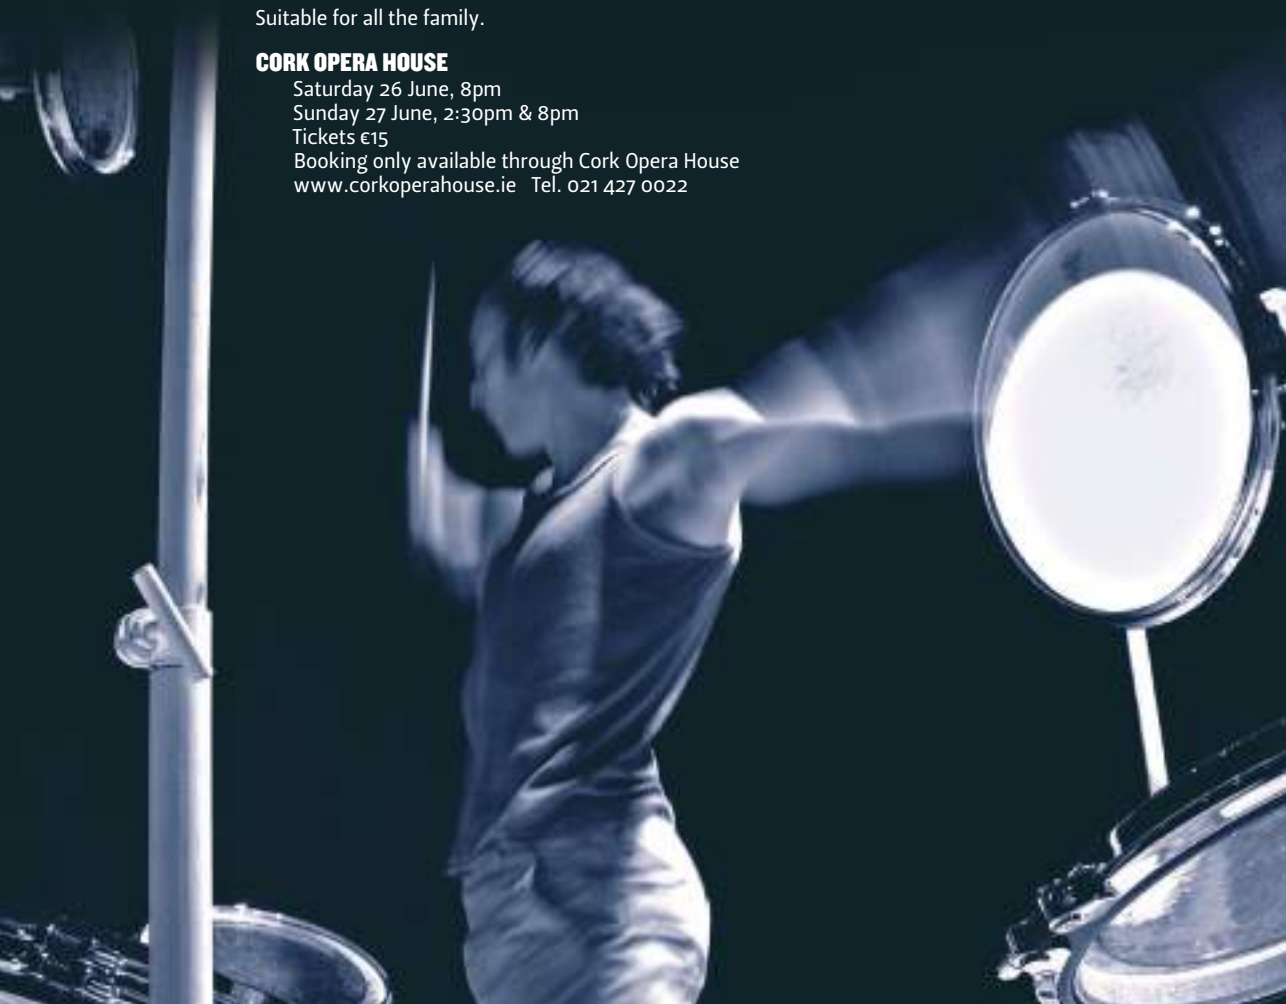 Suitable for all the family.
CORK OPERA HOUSE
Saturday 26 June, 8pm
Sunday 27 June, 2:30pm & 8pm
Tickets €15
Booking only available through Cork Opera House
www.corkoperahouse.ie Tel. 021 427 0022